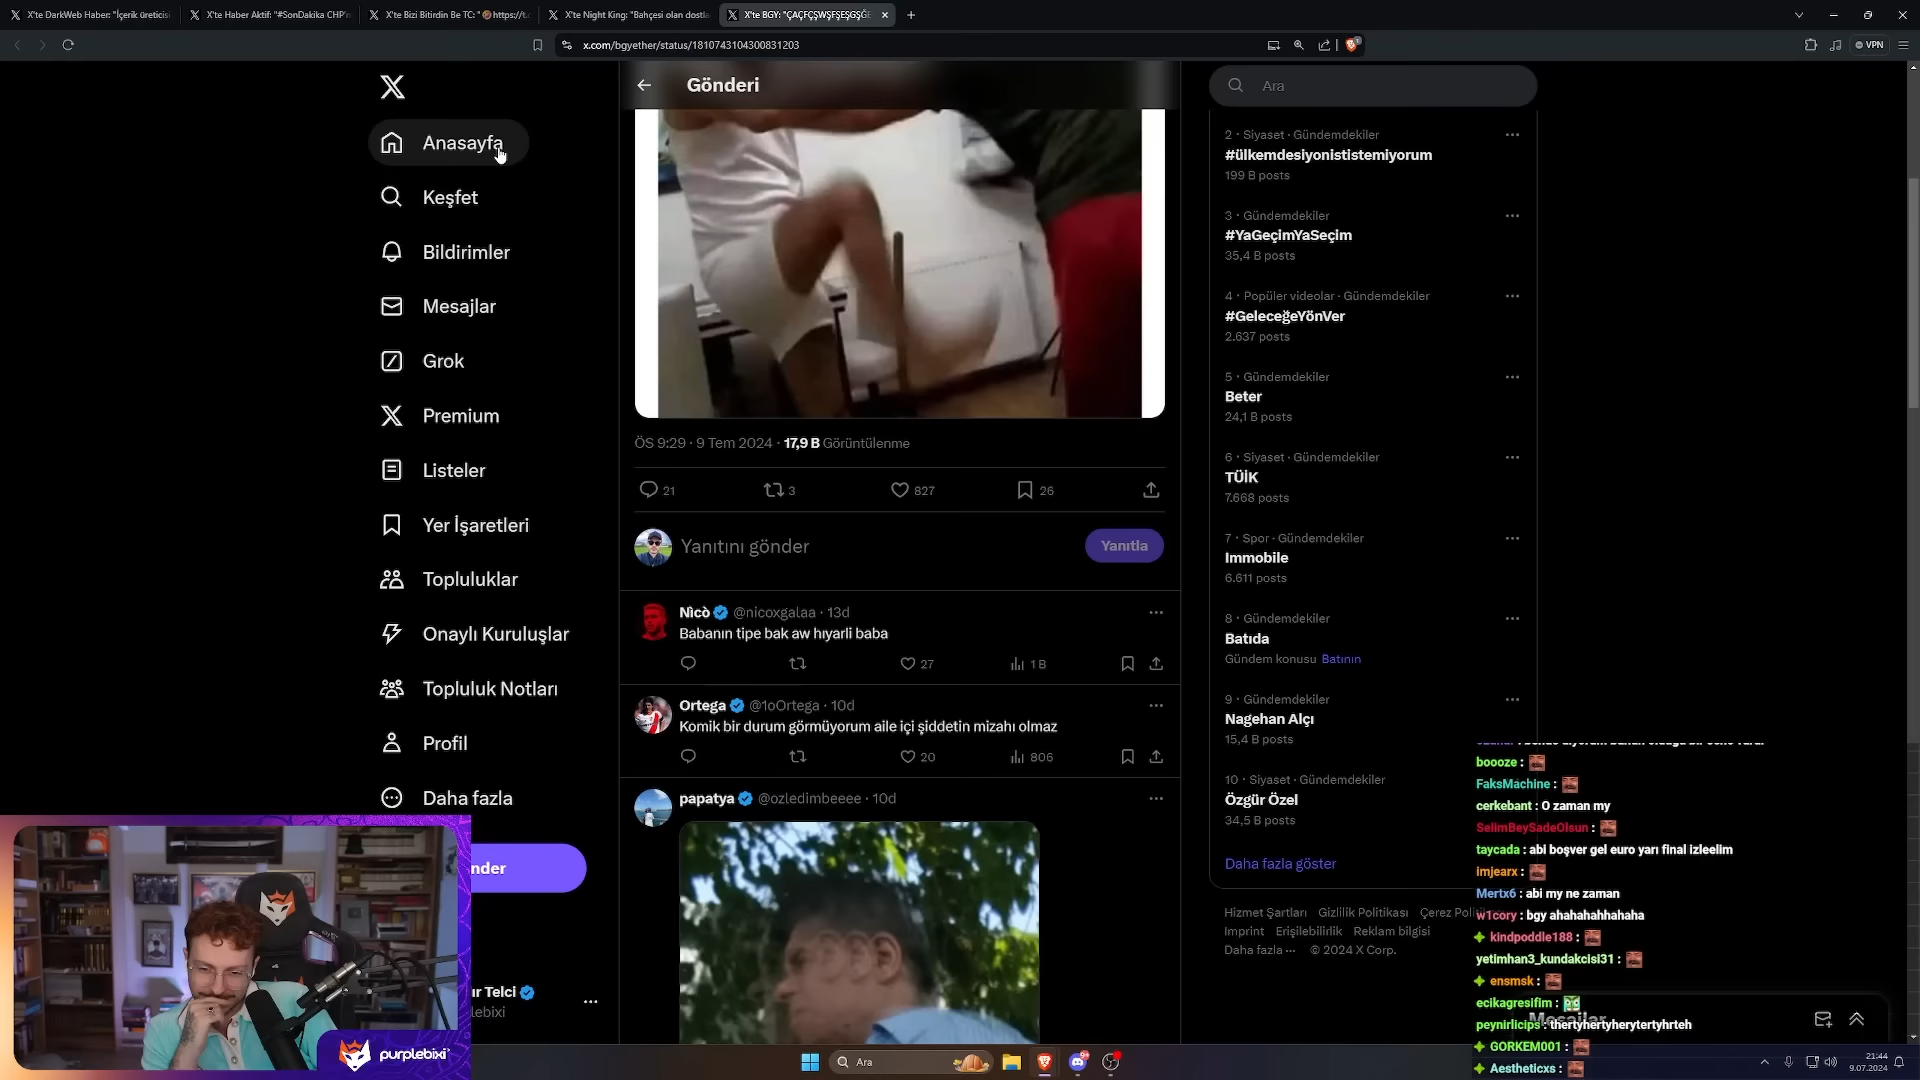 X'te DarkWeb Haber: "İçerik üreticisi
X'te Haber Aktif: "#SonDakika CHP'n
X'te Bizi Bitirdin Be TC: "
https://t.c
X'te Night King: "Bahçesi olan dostla
X'te BGY: "ÇAÇFÇŞWŞFŞEŞGŞĞE
x.com/bgyether/status/1810743104300831203
VPN
Anasayfa
Keşfet
Bildirimler
Mesajlar
Grok
Premium
Listeler
Yer İşaretleri
Topluluklar
Onaylı Kuruluşlar
Topluluk Notları
Profil
Daha fazla
nder
ır Telci
lebixi
purplebixi
Gönderi
ÖS 9:29 · 9 Tem 2024 · 17,9 B Görüntülenme
21
3
827
26
Yanıtını gönder
Yanıtla
Nicò @nicoxgalaa · 13d
Babanın tipe bak aw hıyarli baba
27
1 B
Ortega @1oOrtega · 10d
Komik bir durum görmüyorum aile içi şiddetin mizahı olmaz
20
806
papatya @ozledimbeeee · 10d
Ara
2 · Siyaset · Gündemdekiler
#ülkemdesiyonististemiyorum
199 B posts
3 · Gündemdekiler
#YaGeçimYaSeçim
35,4 B posts
4 · Popüler videolar · Gündemdekiler
#GeleceğeYönVer
2.637 posts
5 · Gündemdekiler
Beter
24,1 B posts
6 · Siyaset · Gündemdekiler
TÜİK
7.668 posts
7 · Spor · Gündemdekiler
Immobile
6.611 posts
8 · Gündemdekiler
Batıda
Gündem konusu Batının
9 · Gündemdekiler
Nagehan Alçı
15,4 B posts
10 · Siyaset · Gündemdekiler
Özgür Özel
34,5 B posts
Daha fazla göster
Hizmet Şartları Gizlilik Politikası Çerez
Imprint Erişilebilirlik Reklam bilgisi
Daha fazla ··· © 2024 X Corp.
boooze :
FaksMachine :
cerkebant : O zaman my
SelimBeySadeOlsun :
taycada : abi boşver gel euro yarı final izleelim
imjearx :
Mertx6 : abi my ne zaman
w1cory : bgy ahahahahhahaha
kindpoddle188 :
yetimhan3_kundakcisi31 :
ensmsk :
ecikagresifim :
Mesajlar
peynirlicips : thertyhertyherytertyhrteh
GORKEM001 :
Aestheticxs :
Ara
21:44
9.07.2024